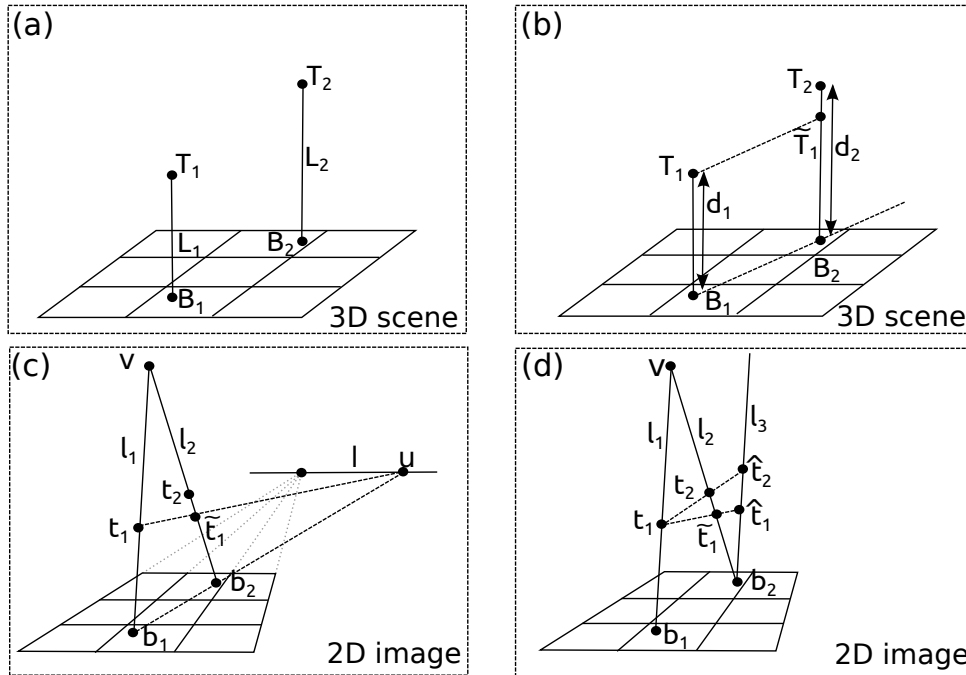 (a)
T₂
T₁
L₂
L₁
B₂
B₁
3D scene
(b)
T₂
T̃₁
d₂
T₁
d₁
B₂
B₁
3D scene
(c)
v
l₁
l₂
l
u
t₂
t₁
t̃₁
b₂
b₁
2D image
(d)
v
l₁
l₂
l₃
t̂₂
t₂
t̂₁
t₁
t̃₁
b₂
b₁
2D image